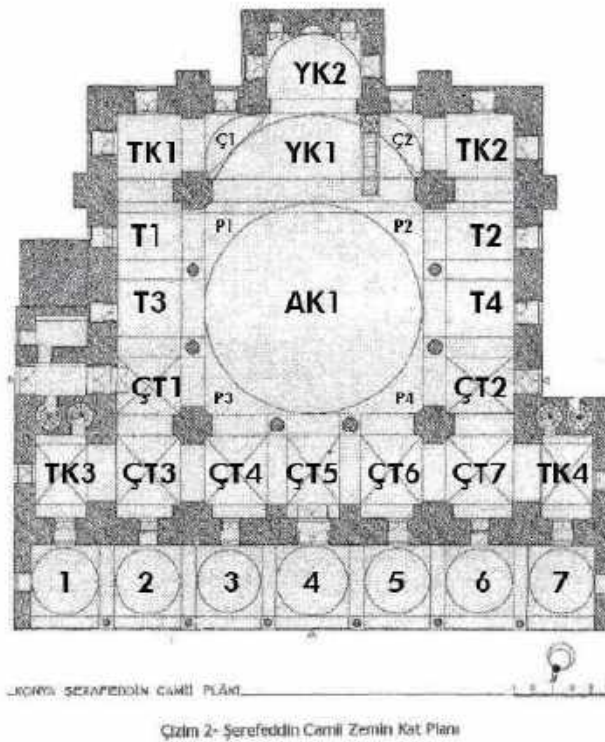 YK2
TK1 Ç1 YK1 Ç2 TK2
T1 P1 P2 T2
T3 AK1 T4
ÇT1 P3 P4 ÇT2
TK3 ÇT3 ÇT4 ÇT5 ÇT6 ÇT7 TK4
1 2 3 4 5 6 7
KONYA ŞERAFEDDİN CAMİİ PLÂNI
Çizim 2- Şerefeddin Camii Zemin Kat Planı